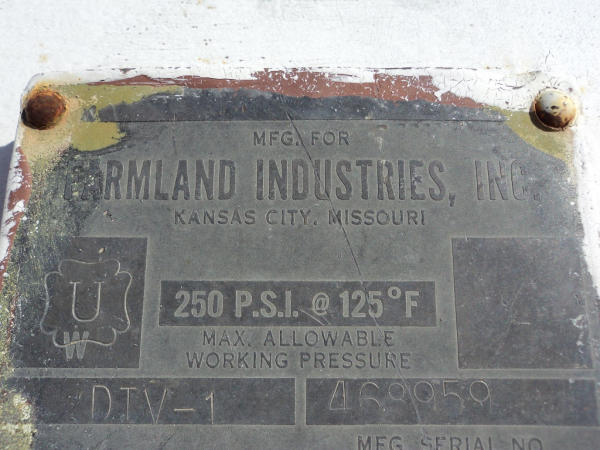 MFG. FOR
FARMLAND INDUSTRIES, INC.
KANSAS CITY, MISSOURI
U
W
250 P.S.I. @ 125°F
MAX. ALLOWABLE
WORKING PRESSURE
DTV-1
MFG SERIAL NO.